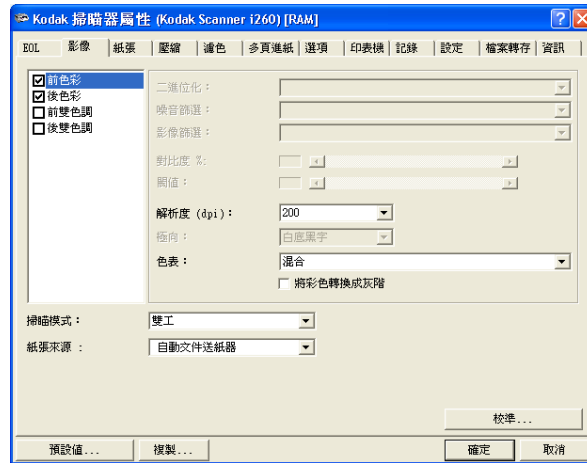 Kodak 掃瞄器屬性 (Kodak Scanner i260) [RAM]
EOL 影像 紙張 壓縮 濾色 多頁進紙 選項 印表機 記錄 設定 檔案轉存 資訊
前色彩
後色彩
前雙色調
後雙色調
二進位化：
噪音篩選：
影像篩選：
對比度 %:
閥值：
解析度 (dpi)： 200
極向： 白底黑字
色表： 混合
將彩色轉換成灰階
掃瞄模式： 雙工
紙張來源 ： 自動文件送紙器
校準...
預設值... 複製... 確定 取消